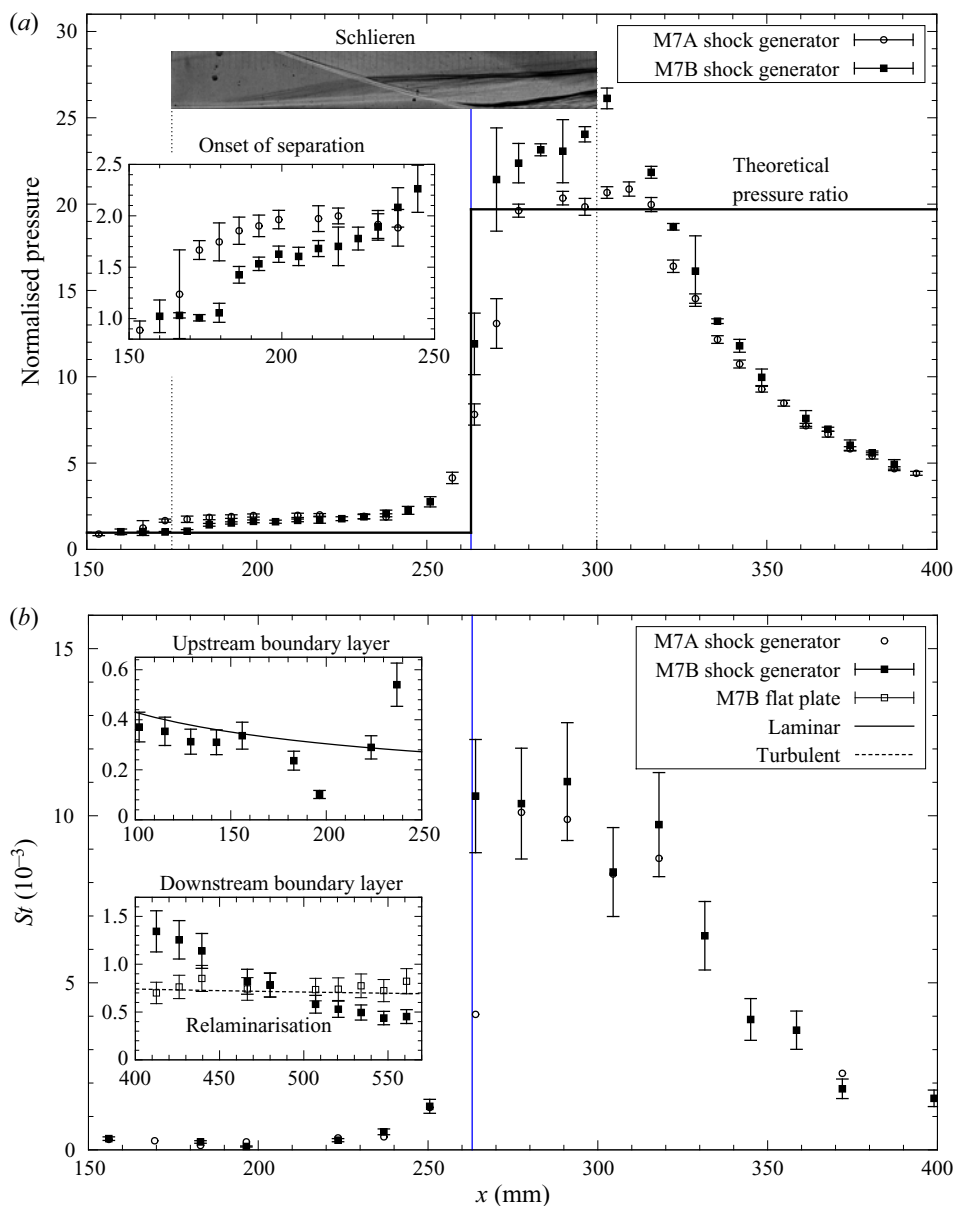 (a)
30
25
20
15
10
5
0
Normalised pressure
Schlieren
M7A shock generator
M7B shock generator
Onset of separation
2.5
2.0
1.5
1.0
150 200 250
Theoretical
pressure ratio
150 200 250 300 350 400
(b)
15
10
5
0
St (10⁻³)
Upstream boundary layer
0.6
0.4
0.2
0
100 150 200 250
M7A shock generator
M7B shock generator
M7B flat plate
Laminar
Turbulent
Downstream boundary layer
1.5
1.0
0.5
0
Relaminarisation
400 450 500 550
150 200 250 300 350 400
x (mm)